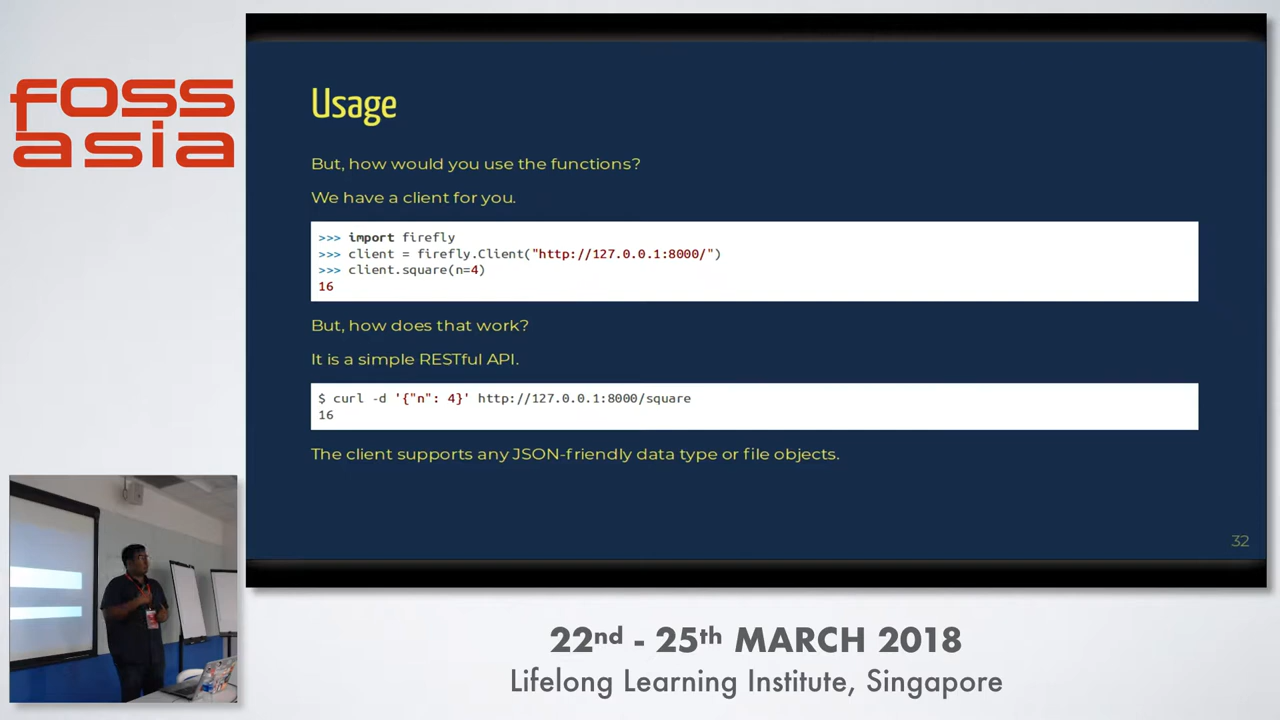 foss
asia
Usage
But, how would you use the functions?
We have a client for you.
>>> import firefly
>>> client = firefly.Client("http://127.0.0.1:8000/")
>>> client.square(n=4)
16
But, how does that work?
It is a simple RESTful API.
$ curl -d '{"n": 4}' http://127.0.0.1:8000/square
16
The client supports any JSON-friendly data type or file objects.
32
22nd - 25th MARCH 2018
Lifelong Learning Institute, Singapore